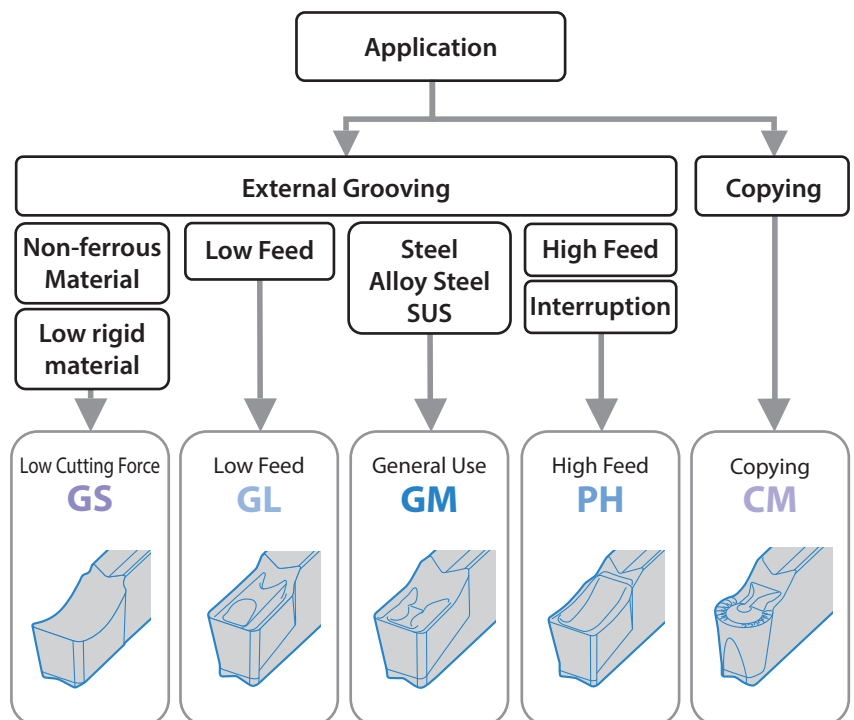 Application
External Grooving
Copying
Non-ferrous
Material
Low rigid
material
Low Feed
Steel
Alloy Steel
SUS
High Feed
Interruption
Low Cutting Force
GS
Low Feed
GL
General Use
GM
High Feed
PH
Copying
CM